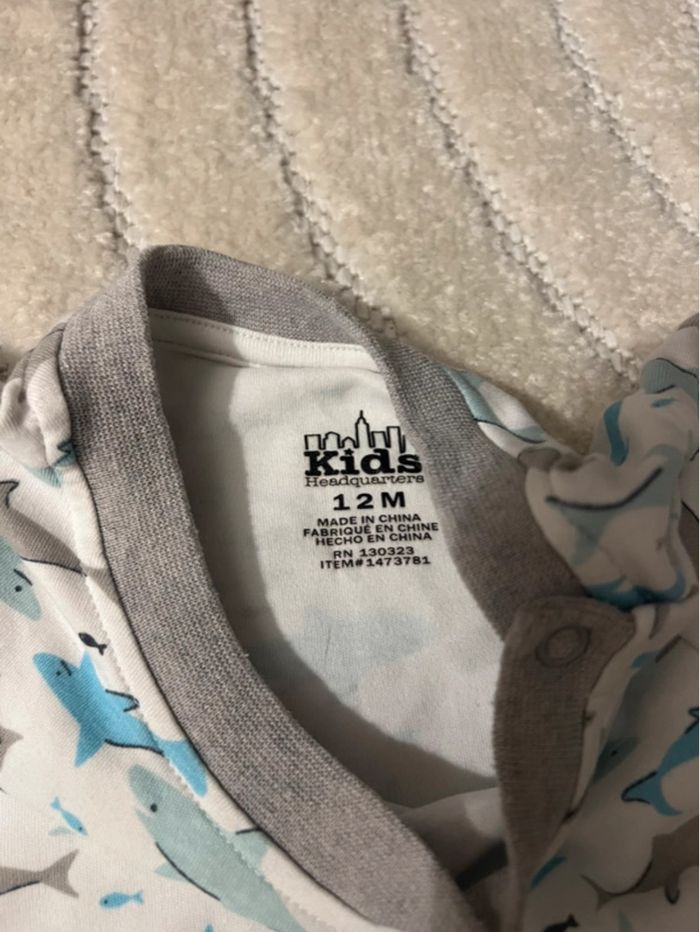 Kids
Headquarters
12M
MADE IN CHINA
FABRIQUÉ EN CHINE
HECHO EN CHINA
RN 130323
ITEM#1473781